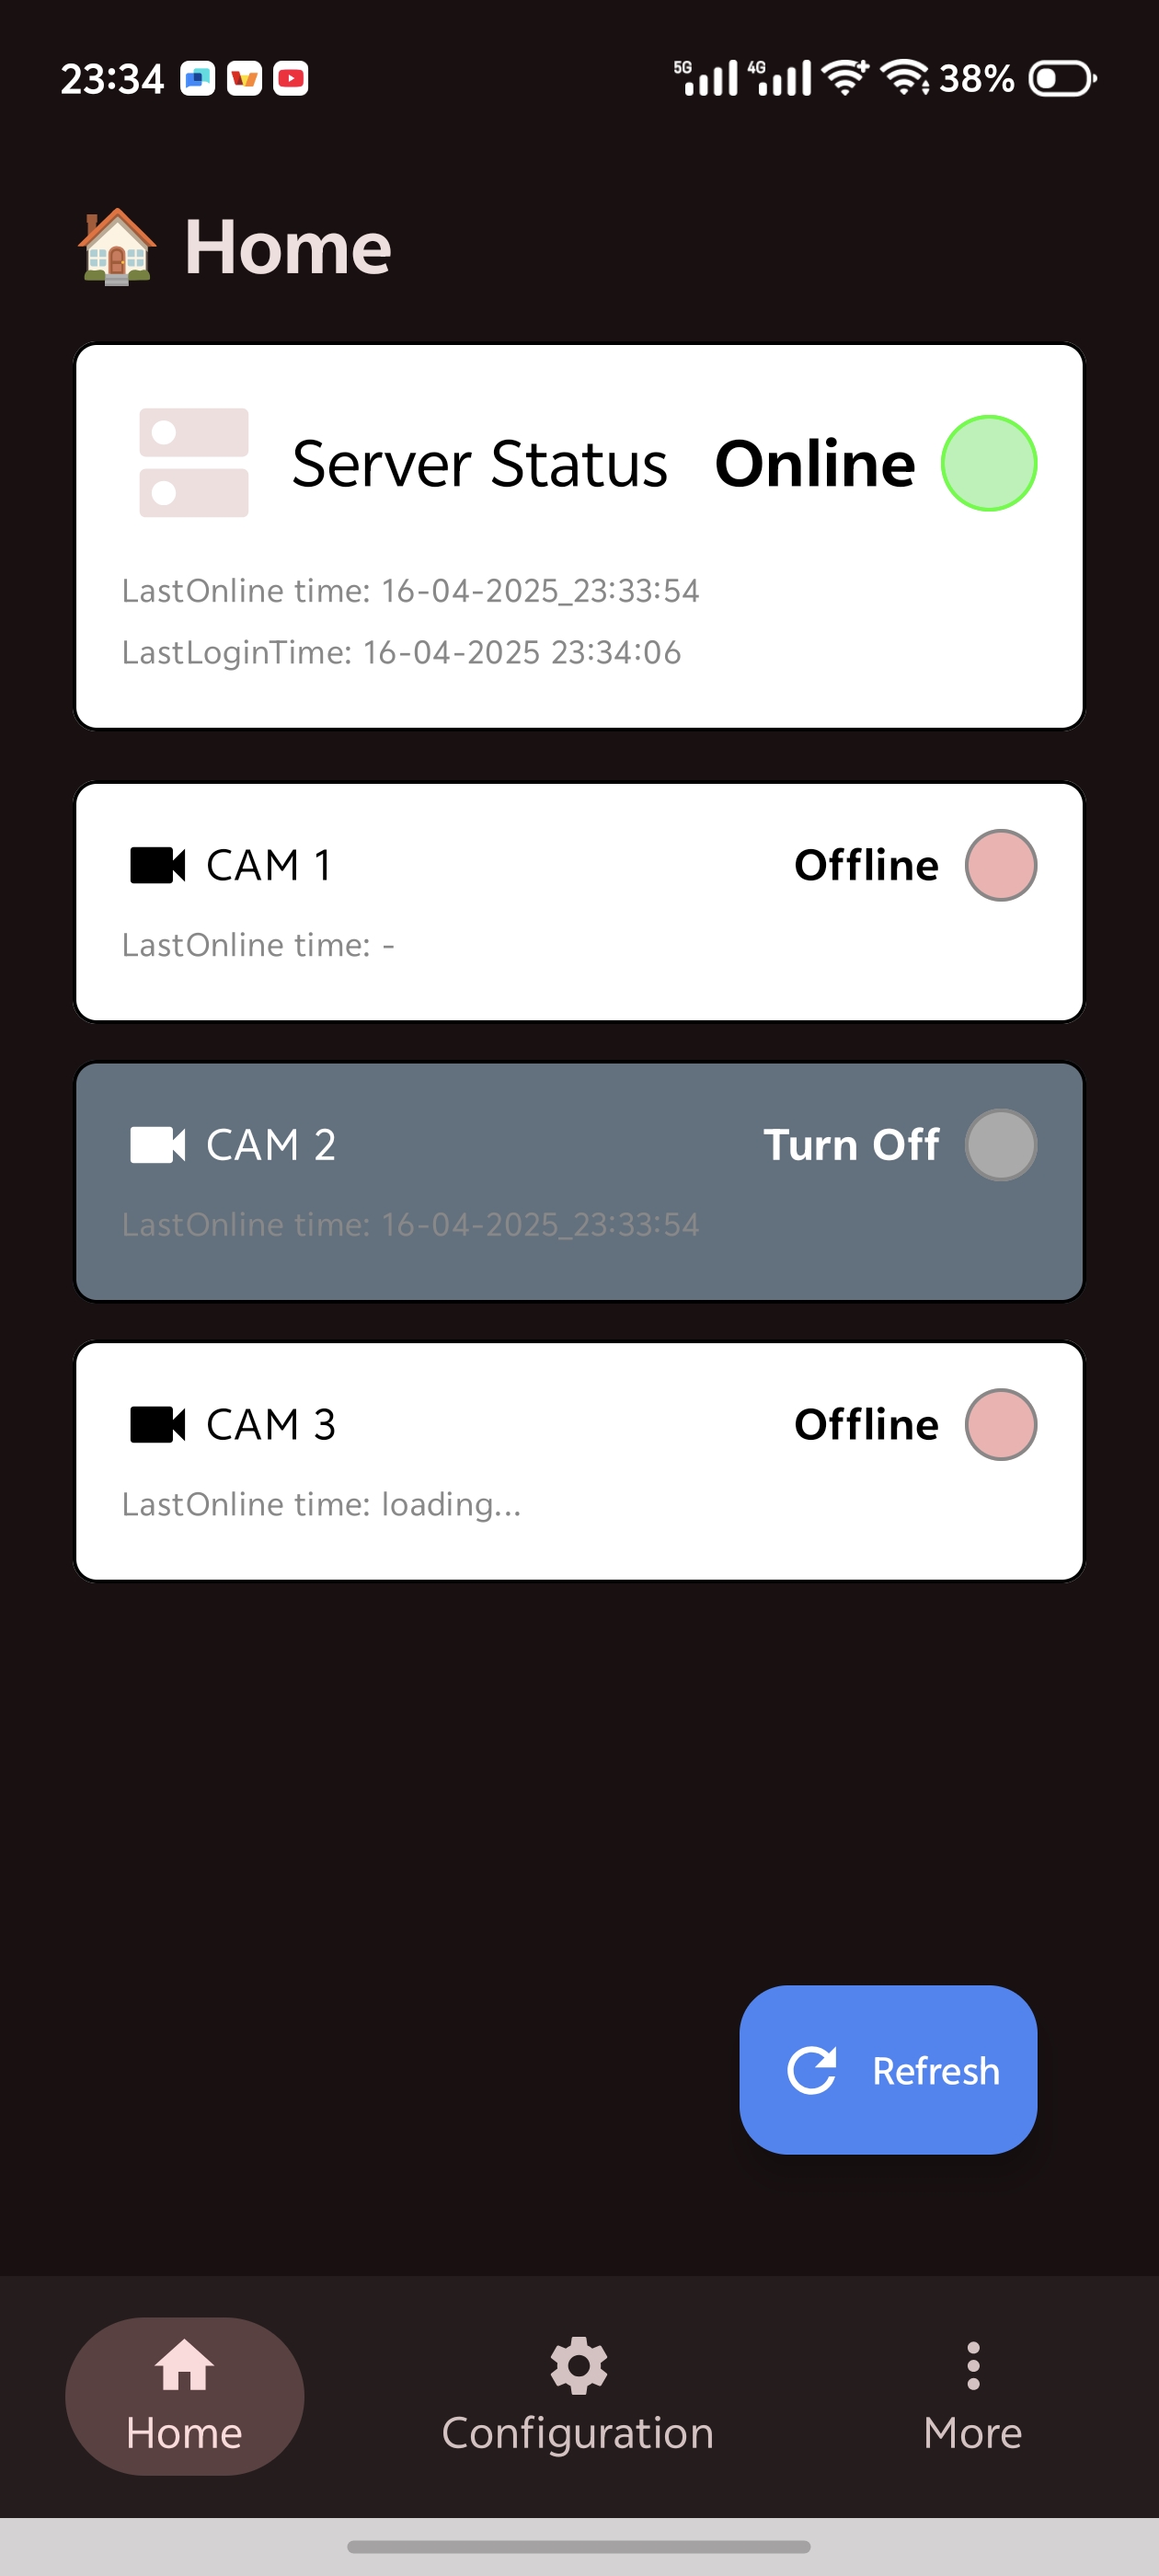 23:34
5G 4G 38%
Home
Server Status Online
LastOnline time: 16-04-2025_23:33:54
LastLoginTime: 16-04-2025 23:34:06
CAM 1 Offline
LastOnline time: -
CAM 2 Turn Off
LastOnline time: 16-04-2025_23:33:54
CAM 3 Offline
LastOnline time: loading...
Refresh
Home Configuration More